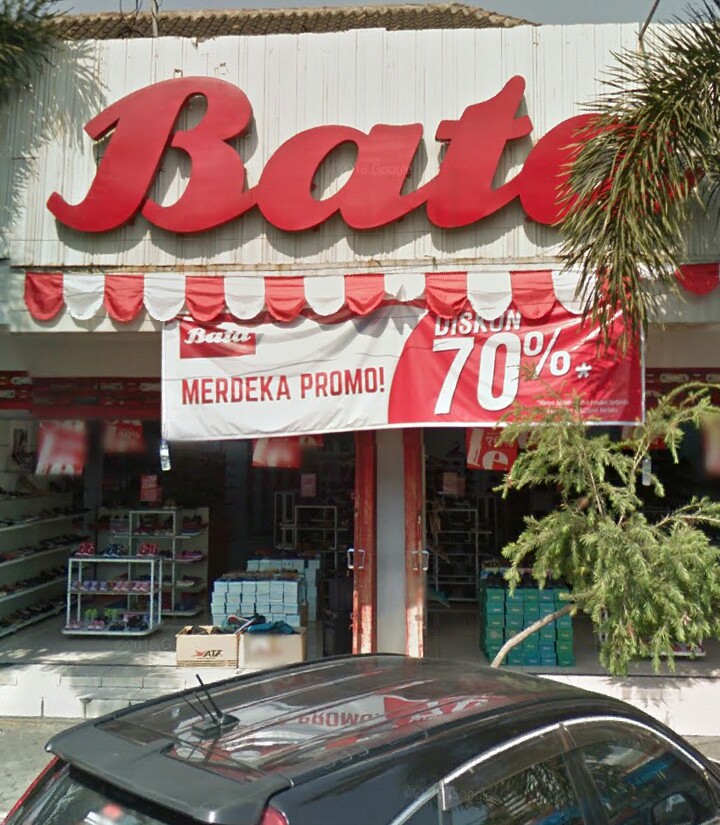 Bata
Bata
DISKON
70%*
MERDEKA PROMO!